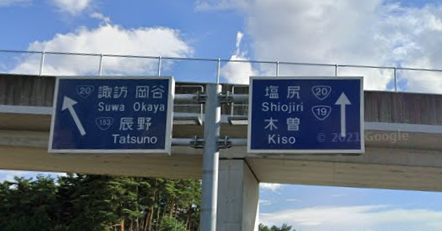 20 諏訪 岡谷
Suwa Okaya
153 辰野
Tatsuno
塩尻 20
Shiojiri
木曽 19
Kiso
© 2021 Google